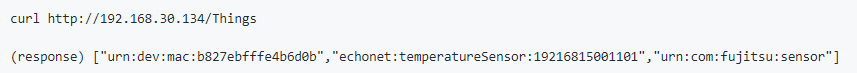 curl http://192.168.30.134/Things
(response) ["urn:dev:mac:b827ebfffe4b6d0b","echonet:temperatureSensor:19216815001101","urn:com:fujitsu:sensor"]